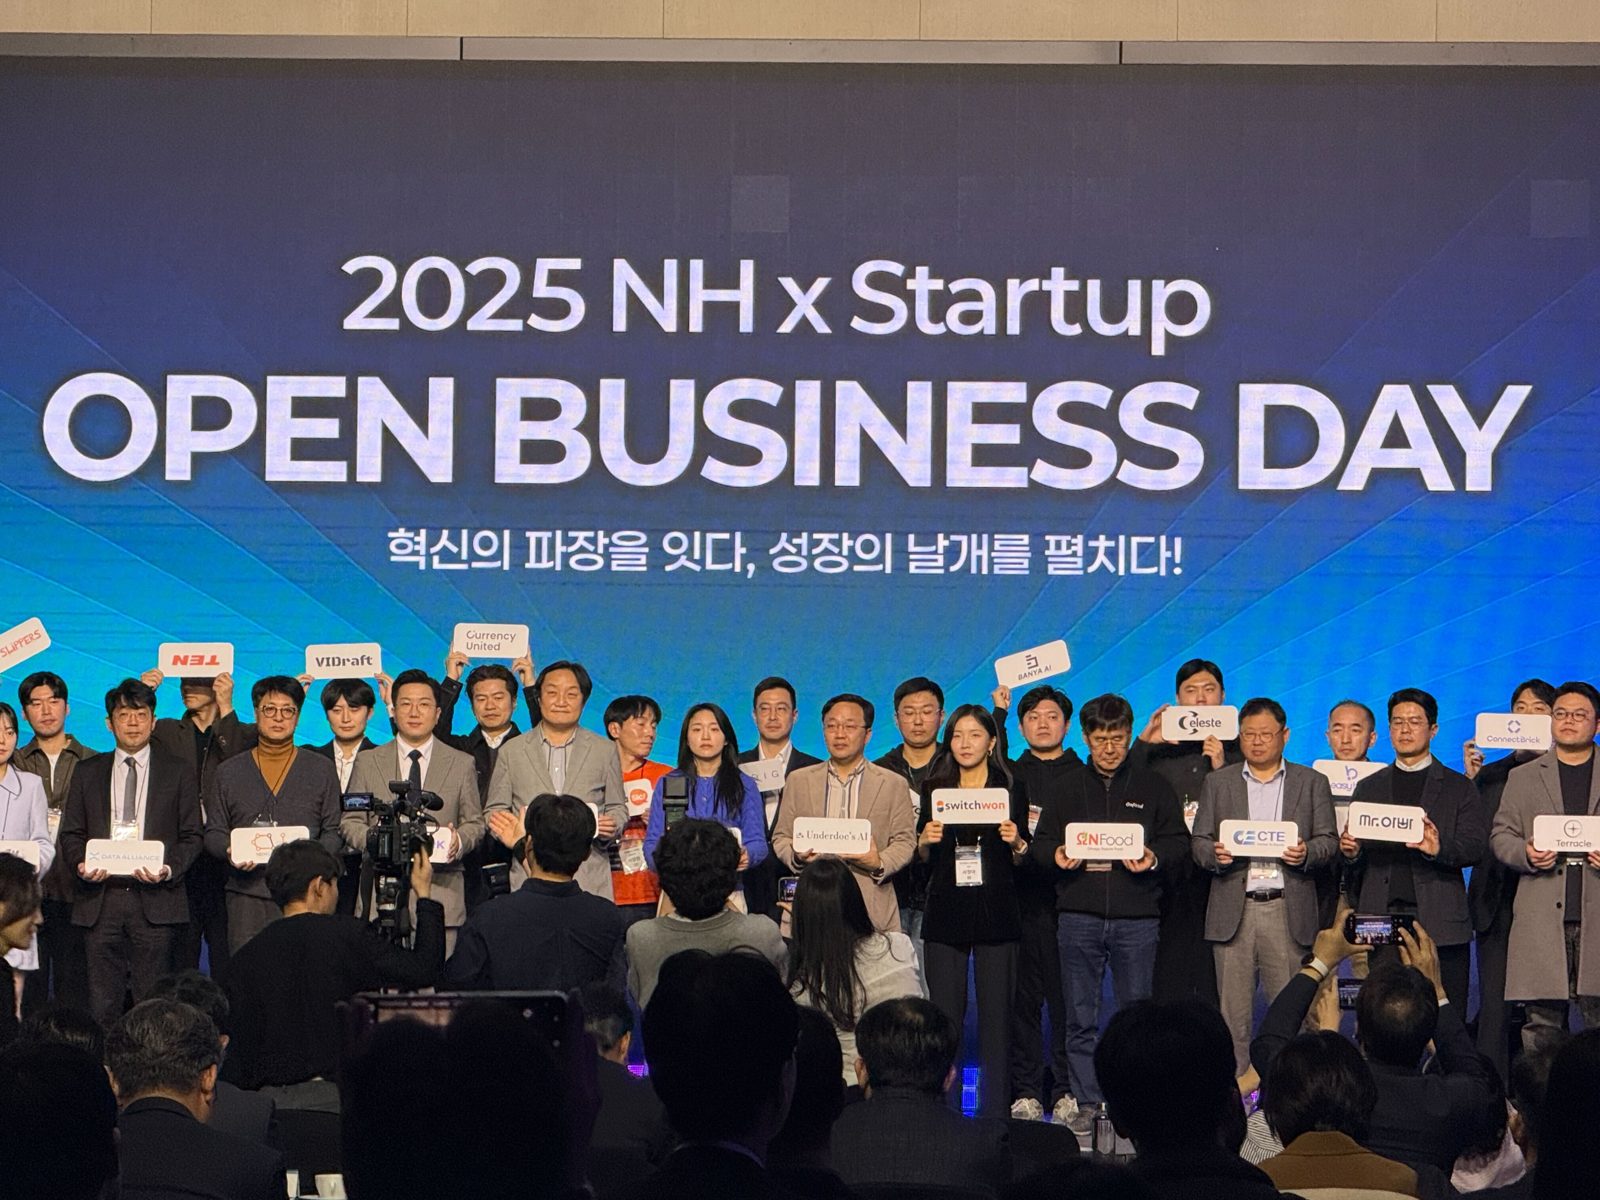 2025 NH x Startup
OPEN BUSINESS DAY
혁신의 파장을 잇다, 성장의 날개를 펼치다!
SLiPPERS
TEN
VIDraft
Currency
United
BANYA AI
Celeste
ConnectBrick
DATA ALLIANCE
K
Underdoc's AI
switchwon
ONFood
CTE
Mr.아빠
Terracle